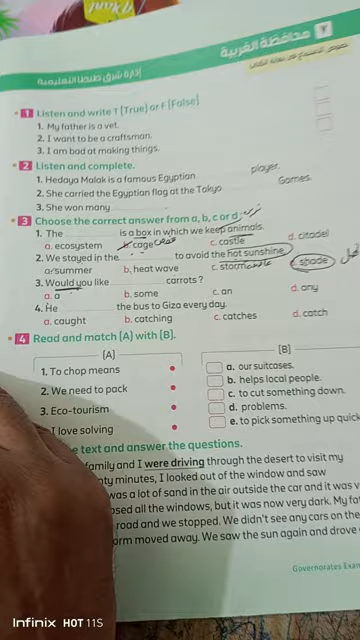 محافظة الغربية
إدارة شرق طنطا التعليمية
1 Listen and write T (True) or F (False)
1. My father is a vet.
2. I want to be a craftsman.
3. I am bad at making things.
2 Listen and complete.
1. Hedaya Malak is a famous Egyptian player.
2. She carried the Egyptian flag at the Tokyo Games.
3. She won many
3 Choose the correct answer from a, b, c or d.
1. The is a box in which we keep animals.
a. ecosystem b. cage c. castle d. citadel
2. We stayed in the to avoid the hot sunshine.
a. summer b. heat wave c. storm d. shade
3. Would you like carrots?
a. a b. some c. an d. any
4. He the bus to Giza every day.
a. caught b. catching c. catches d. catch
4 Read and match (A) with (B).
(A) (B)
1. To chop means a. our suitcases.
2. We need to pack b. helps local people.
3. Eco-tourism c. to cut something down.
I love solving d. problems.
e. to pick something up quick
text and answer the questions.
family and I were driving through the desert to visit my
minutes, I looked out of the window and saw
was a lot of sand in the air outside the car and it was v
all the windows, but it was now very dark. My fat
road and we stopped. We didn't see any cars on the
moved away. We saw the sun again and drove
Governorates Exam
Infinix HOT 11S